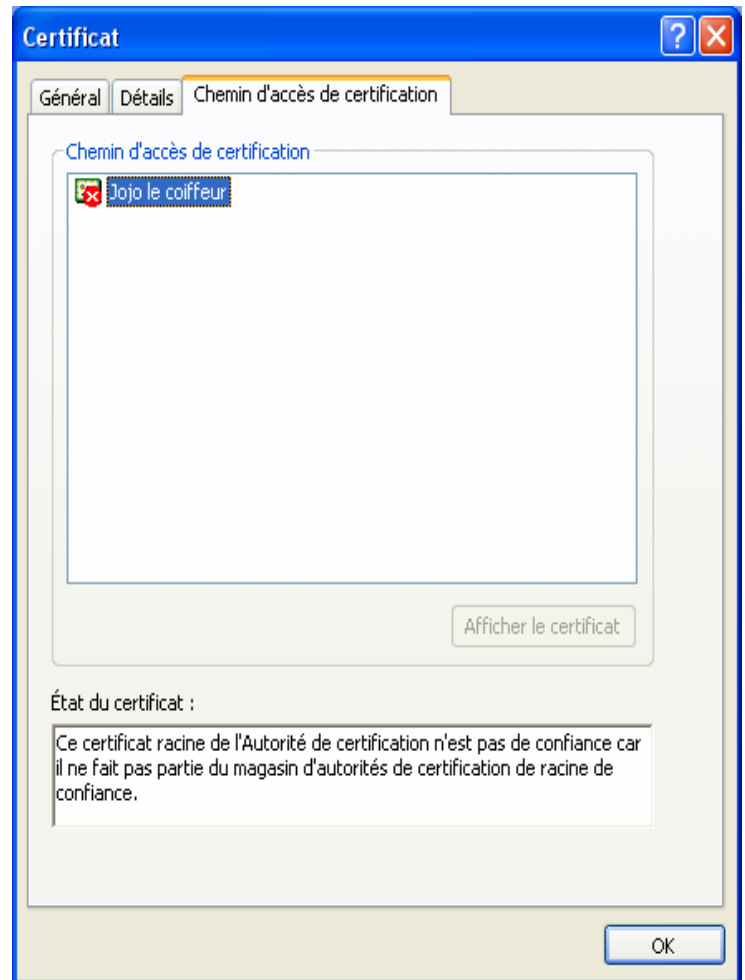 Certificat
Général Détails Chemin d'accès de certification
Chemin d'accès de certification
Jojo le coiffeur
Afficher le certificat
État du certificat :
Ce certificat racine de l'Autorité de certification n'est pas de confiance car
il ne fait pas partie du magasin d'autorités de certification de racine de
confiance.
OK